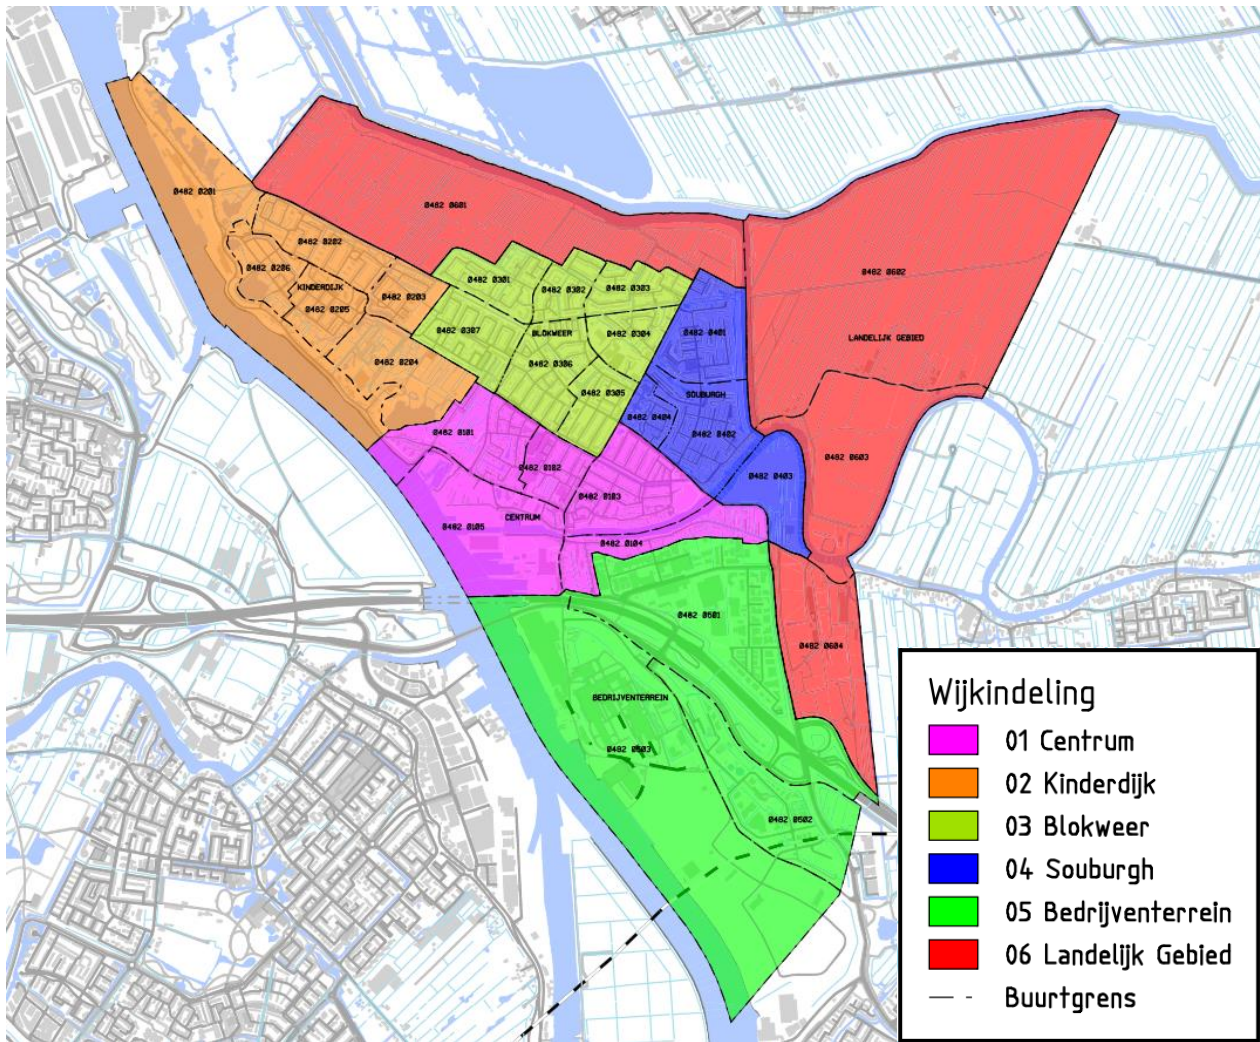 0482 0201
0482 0601
0482 0202
0482 0206
KINDERDIJK
0482 0203
0482 0205
0482 0204
0482 0301
0482 0302
0482 0303
0482 0307
BLOKWEER
0482 0304
0482 0306
0482 0305
0482 0401
SOUBURGH
0482 0404
0482 0402
0482 0403
0482 0602
LANDELIJK GEBIED
0482 0603
0482 0101
0482 0102
0482 0103
CENTRUM
0482 0105
0482 0104
0482 0501
0482 0604
BEDRIJVENTERREIN
0482 0503
0482 0502
Wijkindeling
01 Centrum
02 Kinderdijk
03 Blokweer
04 Souburgh
05 Bedrijventerrein
06 Landelijk Gebied
Buurtgrens